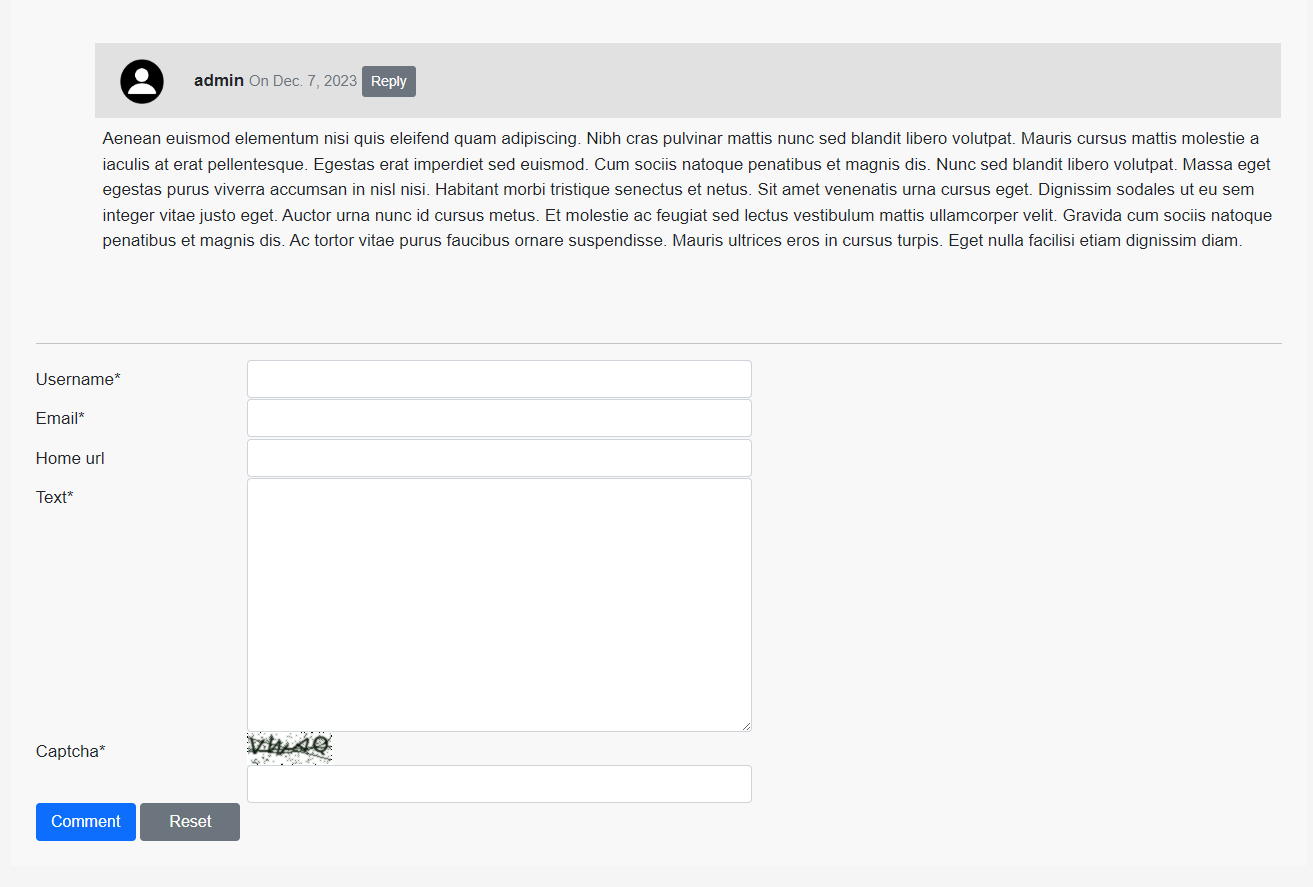 admin On Dec. 7, 2023 Reply
Aenean euismod elementum nisi quis eleifend quam adipiscing. Nibh cras pulvinar mattis nunc sed blandit libero volutpat. Mauris cursus mattis molestie a
iaculis at erat pellentesque. Egestas erat imperdiet sed euismod. Cum sociis natoque penatibus et magnis dis. Nunc sed blandit libero volutpat. Massa eget
egestas purus viverra accumsan in nisl nisi. Habitant morbi tristique senectus et netus. Sit amet venenatis urna cursus eget. Dignissim sodales ut eu sem
integer vitae justo eget. Auctor urna nunc id cursus metus. Et molestie ac feugiat sed lectus vestibulum mattis ullamcorper velit. Gravida cum sociis natoque
penatibus et magnis dis. Ac tortor vitae purus faucibus ornare suspendisse. Mauris ultrices eros in cursus turpis. Eget nulla facilisi etiam dignissim diam.
Username*
Email*
Home url
Text*
Captcha*
Comment Reset